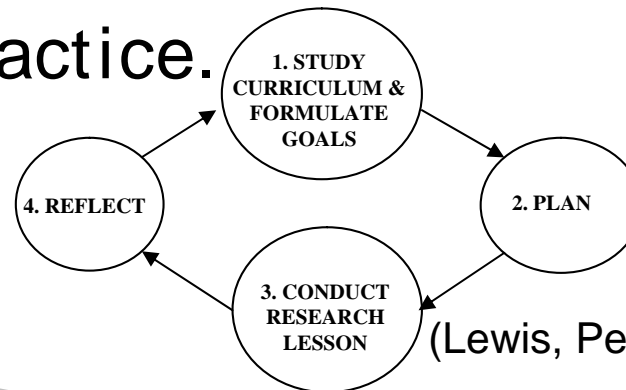 actice.
1. STUDY
CURRICULUM &
FORMULATE
GOALS
2. PLAN
3. CONDUCT
RESEARCH
LESSON
4. REFLECT
(Lewis, Pe